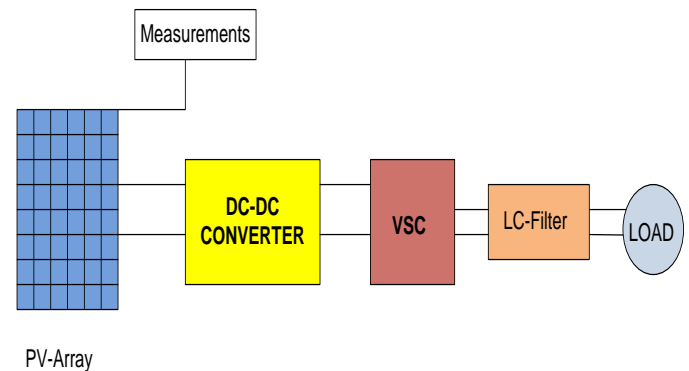 Measurements
DC-DC
CONVERTER
VSC
LC-Filter
LOAD
PV-Array